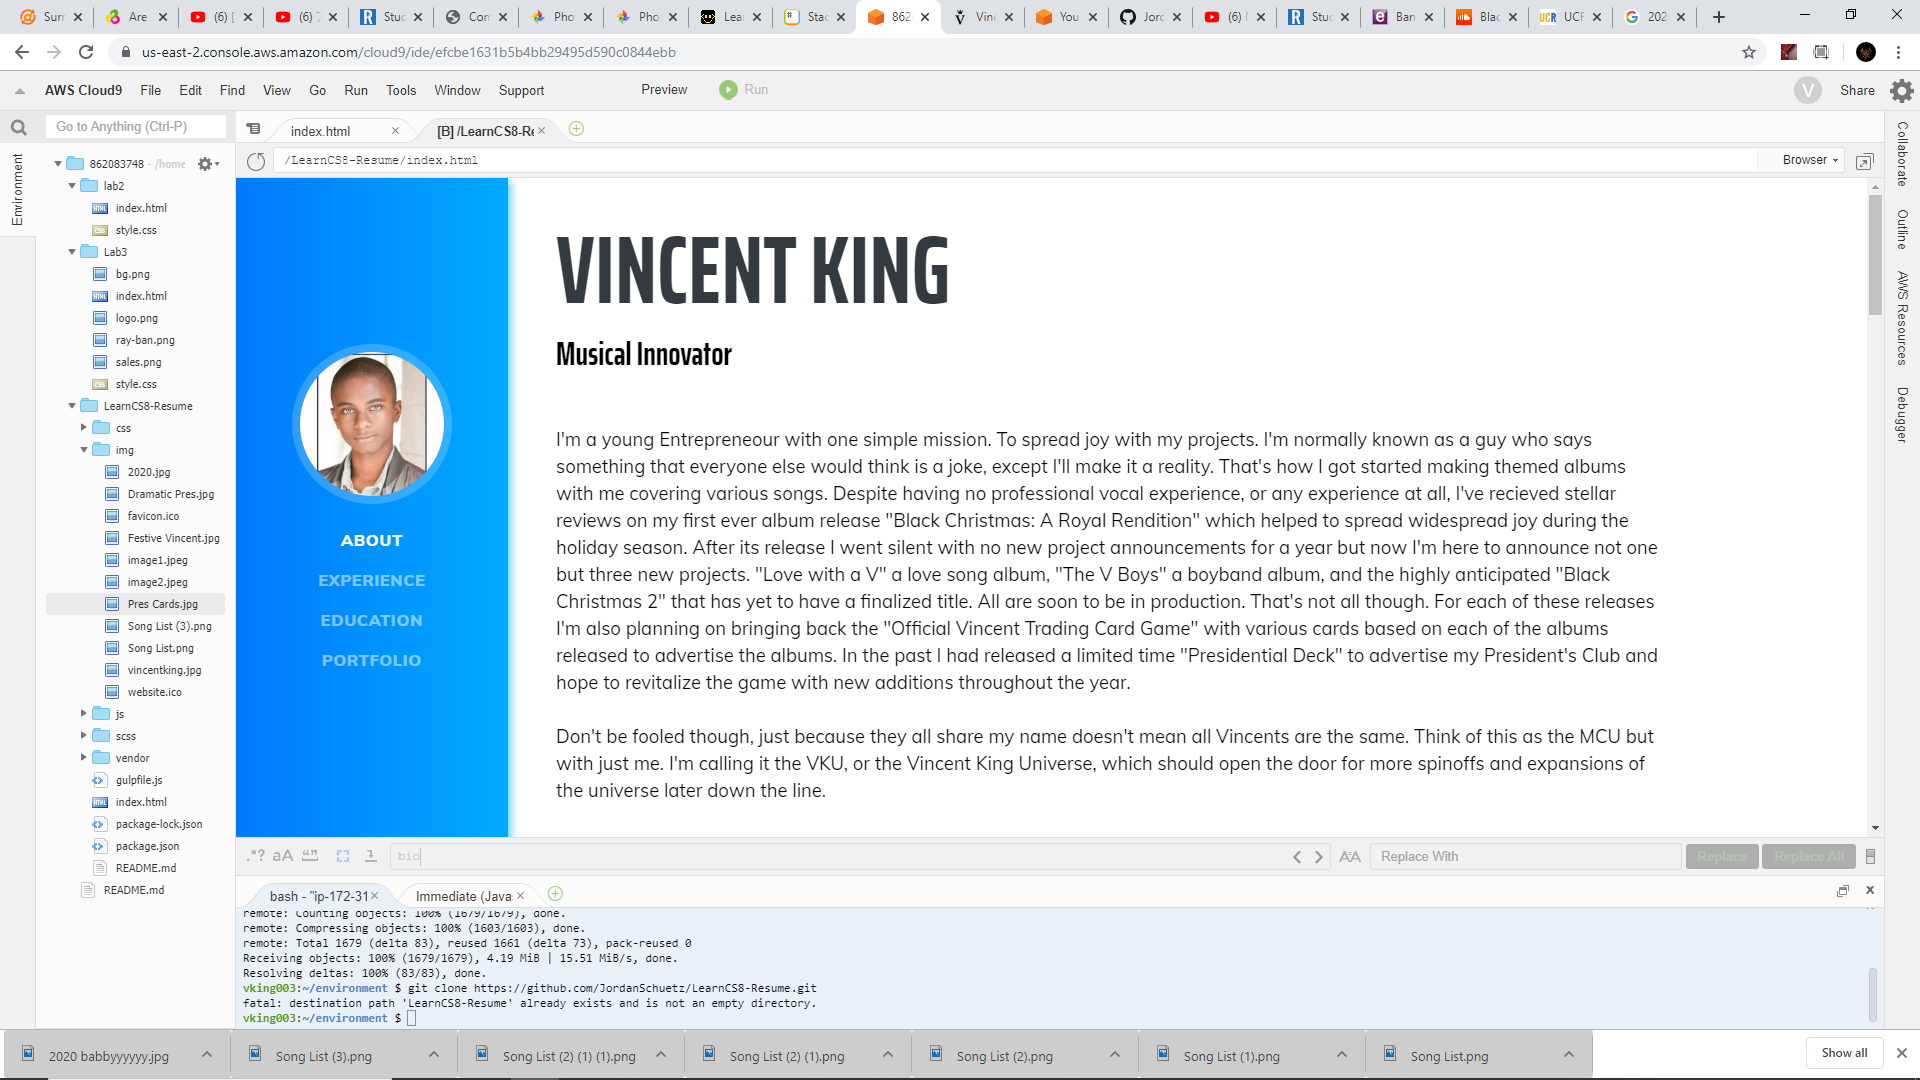 Sum
Are
(6)
(6) 7
Stud
Con
Pho
Pho
Lear
Stac
862
Vinc
You
Jord
(6) N
Stud
Ban
Blac
UCF
202
us-east-2.console.aws.amazon.com/cloud9/ide/efcbe1631b5b4bb29495d590c0844ebb
AWS Cloud9 File Edit Find View Go Run Tools Window Support Preview Run V Share
Go to Anything (Ctrl-P)
index.html
[B] /LearnCS8-Re
/LearnCS8-Resume/index.html
Browser
Environment
Collaborate
Outline
AWS Resources
Debugger
862083748 - /home
lab2
index.html
style.css
Lab3
bg.png
index.html
logo.png
ray-ban.png
sales.png
style.css
LearnCS8-Resume
css
img
2020.jpg
Dramatic Pres.jpg
favicon.ico
Festive Vincent.jpg
image1.jpeg
image2.jpeg
Pres Cards.jpg
Song List (3).png
Song List.png
vincentking.jpg
website.ico
js
scss
vendor
gulpfile.js
index.html
package-lock.json
package.json
README.md
README.md
ABOUT
EXPERIENCE
EDUCATION
PORTFOLIO
VINCENT KING
Musical Innovator
I'm a young Entrepreneour with one simple mission. To spread joy with my projects. I'm normally known as a guy who says
something that everyone else would think is a joke, except I'll make it a reality. That's how I got started making themed albums
with me covering various songs. Despite having no professional vocal experience, or any experience at all, I've recieved stellar
reviews on my first ever album release "Black Christmas: A Royal Rendition" which helped to spread widespread joy during the
holiday season. After its release I went silent with no new project announcements for a year but now I'm here to announce not one
but three new projects. "Love with a V" a love song album, "The V Boys" a boyband album, and the highly anticipated "Black
Christmas 2" that has yet to have a finalized title. All are soon to be in production. That's not all though. For each of these releases
I'm also planning on bringing back the "Official Vincent Trading Card Game" with various cards based on each of the albums
released to advertise the albums. In the past I had released a limited time "Presidential Deck" to advertise my President's Club and
hope to revitalize the game with new additions throughout the year.
Don't be fooled though, just because they all share my name doesn't mean all Vincents are the same. Think of this as the MCU but
with just me. I'm calling it the VKU, or the Vincent King Universe, which should open the door for more spinoffs and expansions of
the universe later down the line.
.*? aA
bio
Replace With
Replace
Replace All
bash - "ip-172-31
Immediate (Java
remote: Counting objects: 100% (1679/1679), done.
remote: Compressing objects: 100% (1603/1603), done.
remote: Total 1679 (delta 83), reused 1661 (delta 73), pack-reused 0
Receiving objects: 100% (1679/1679), 4.19 MiB | 15.51 MiB/s, done.
Resolving deltas: 100% (83/83), done.
vking003:~/environment $ git clone https://github.com/JordanSchuetz/LearnCS8-Resume.git
fatal: destination path 'LearnCS8-Resume' already exists and is not an empty directory.
vking003:~/environment $
2020 babbyyyyyy.jpg
Song List (3).png
Song List (2) (1) (1).png
Song List (2) (1).png
Song List (2).png
Song List (1).png
Song List.png
Show all